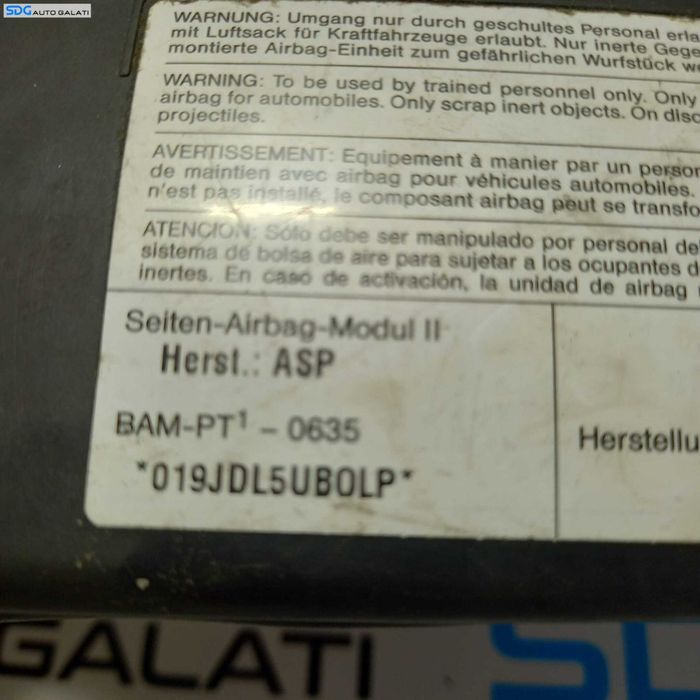 SDG AUTO GALATI
WARNUNG: Umgang nur durch geschultes Personal erla
mit Luftsack für Kraftfahrzeuge erlaubt. Nur inerte Gege
montierte Airbag-Einheit zum gefährlichen Wurfstück we
WARNING: To be used by trained personnel only. Only
airbag for automobiles. Only scrap inert objects. On disc
projectiles.
AVERTISSEMENT: Equipement à manier par un person
de maintien avec airbag pour véhicules automobiles.
n'est pas installé, le composant airbag peut se transfo
ATENCION: Sólo debe ser manipulado por personal de
sistema de bolsa de aire para sujetar a los ocupantes d
inertes. En caso de activación, la unidad de airbag
Seiten-Airbag-Modul II
Herst.: ASP
BAM-PT1 - 0635
Herstellu
*019JDL5UBOLP*
GALATI SD